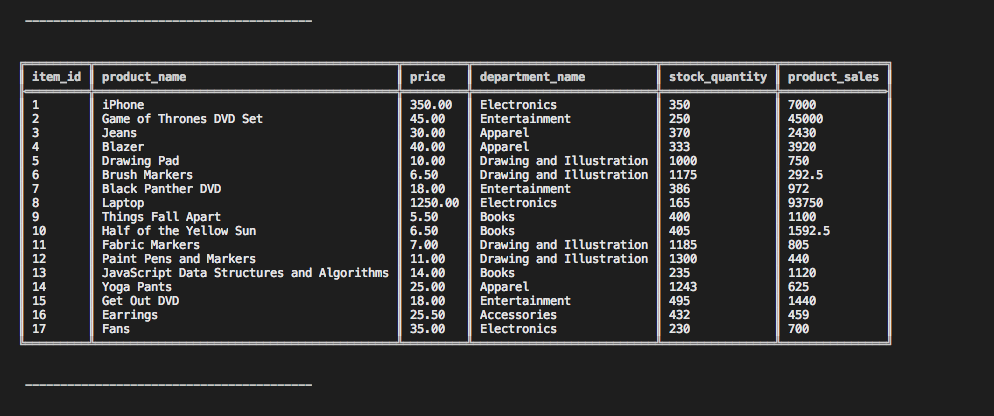 item_id product_name price department_name stock_quantity product_sales
1 iPhone 350.00 Electronics 350 7000
2 Game of Thrones DVD Set 45.00 Entertainment 250 45000
3 Jeans 30.00 Apparel 370 2430
4 Blazer 40.00 Apparel 333 3920
5 Drawing Pad 10.00 Drawing and Illustration 1000 750
6 Brush Markers 6.50 Drawing and Illustration 1175 292.5
7 Black Panther DVD 18.00 Entertainment 386 972
8 Laptop 1250.00 Electronics 165 93750
9 Things Fall Apart 5.50 Books 400 1100
10 Half of the Yellow Sun 6.50 Books 405 1592.5
11 Fabric Markers 7.00 Drawing and Illustration 1185 805
12 Paint Pens and Markers 11.00 Drawing and Illustration 1300 440
13 JavaScript Data Structures and Algorithms 14.00 Books 235 1120
14 Yoga Pants 25.00 Apparel 1243 625
15 Get Out DVD 18.00 Entertainment 495 1440
16 Earrings 25.50 Accessories 432 459
17 Fans 35.00 Electronics 230 700